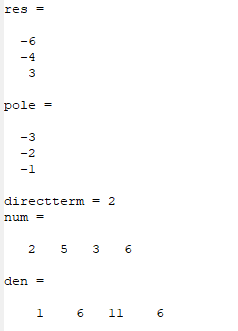 res =
-6
-4
3
pole =
-3
-2
-1
directterm = 2
num =
2 5 3 6
den =
1 6 11 6